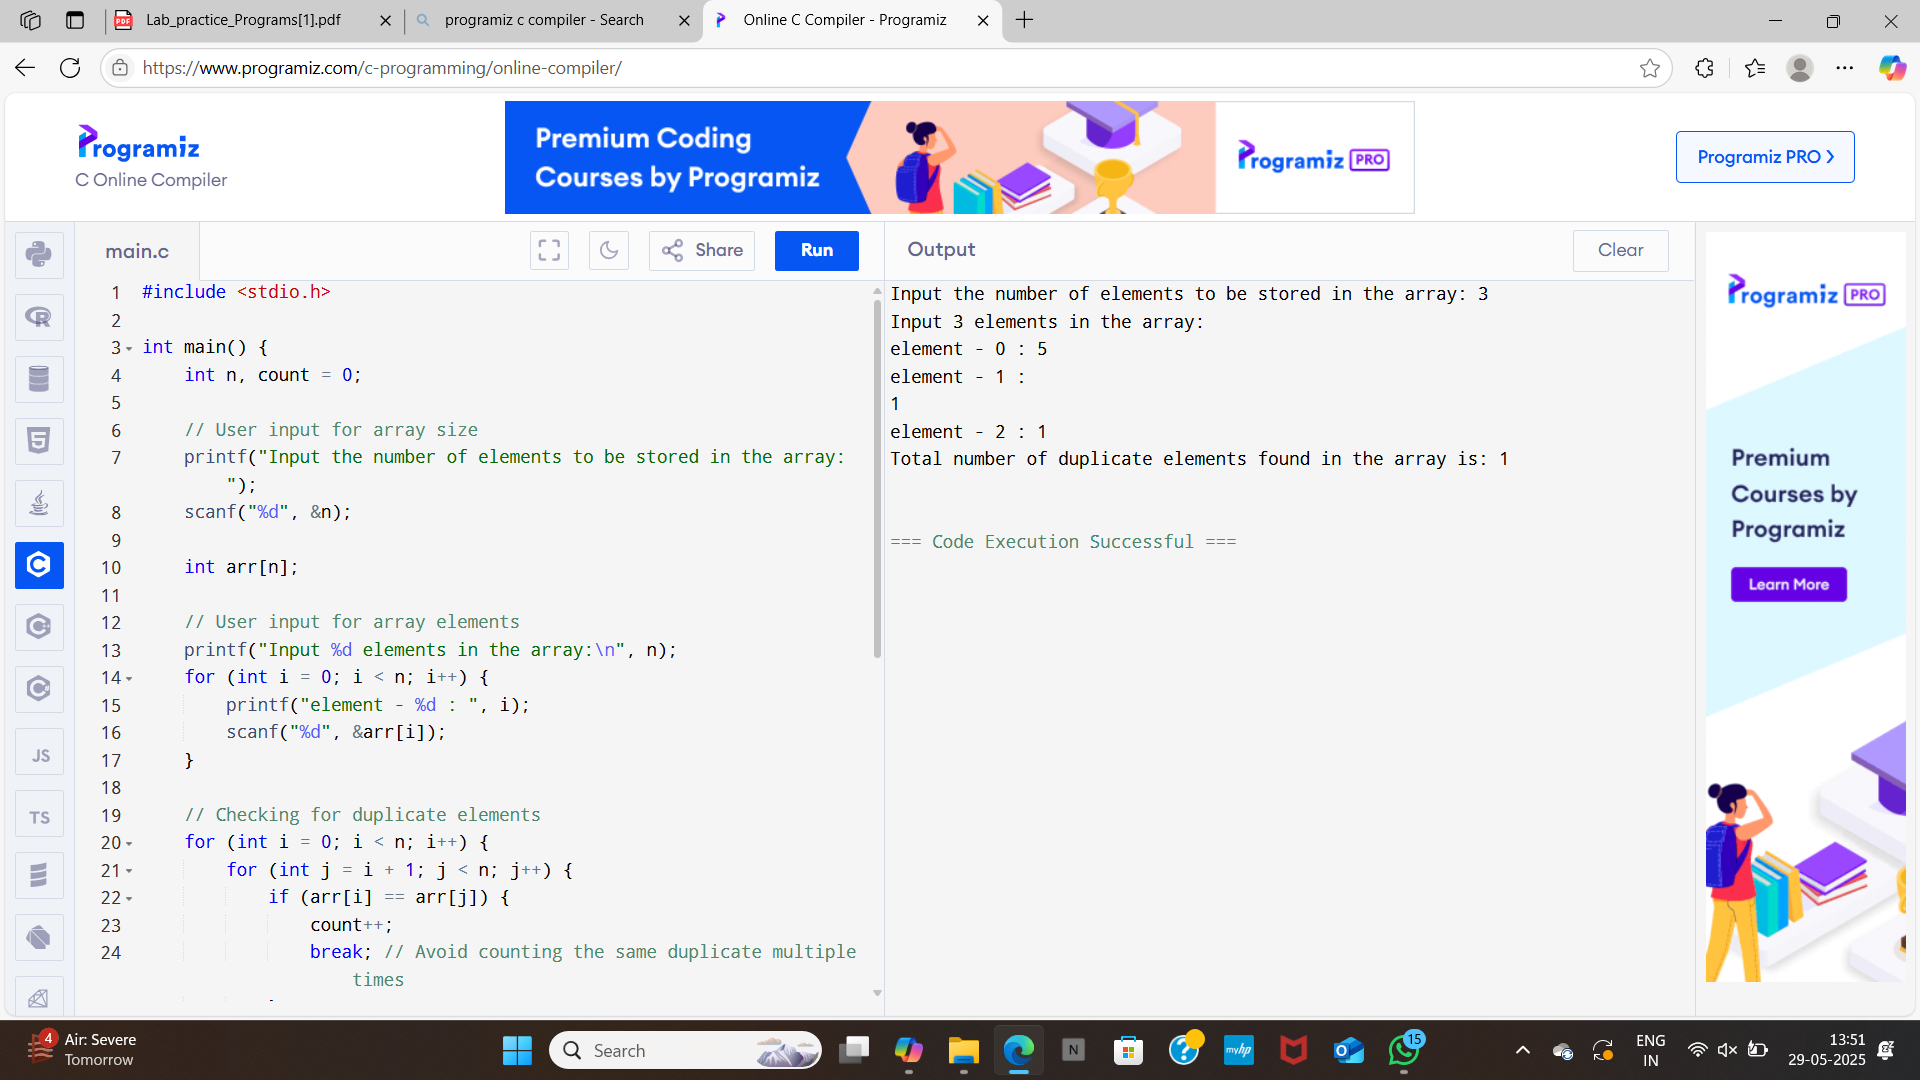 Lab_practice_Programs[1].pdf
programiz c compiler - Search
Online C Compiler - Programiz
https://www.programiz.com/c-programming/online-compiler/
Programiz
C Online Compiler
Premium Coding
Courses by Programiz
Programiz PRO
Programiz PRO
main.c
Share
Run
Output
Clear
1 #include <stdio.h>
2
3 int main() {
4     int n, count = 0;
5
6     // User input for array size
7     printf("Input the number of elements to be stored in the array:
        ");
8     scanf("%d", &n);
9
10     int arr[n];
11
12     // User input for array elements
13     printf("Input %d elements in the array:\n", n);
14     for (int i = 0; i < n; i++) {
15         printf("element - %d : ", i);
16         scanf("%d", &arr[i]);
17     }
18
19     // Checking for duplicate elements
20     for (int i = 0; i < n; i++) {
21         for (int j = i + 1; j < n; j++) {
22             if (arr[i] == arr[j]) {
23                 count++;
24                 break; // Avoid counting the same duplicate multiple
                    times
Input the number of elements to be stored in the array: 3
Input 3 elements in the array:
element - 0 : 5
element - 1 :
1
element - 2 : 1
Total number of duplicate elements found in the array is: 1
=== Code Execution Successful ===
Programiz PRO
Premium
Courses by
Programiz
Learn More
JS
TS
4
Air: Severe
Tomorrow
Search
N
myhp
15
ENG
IN
13:51
29-05-2025